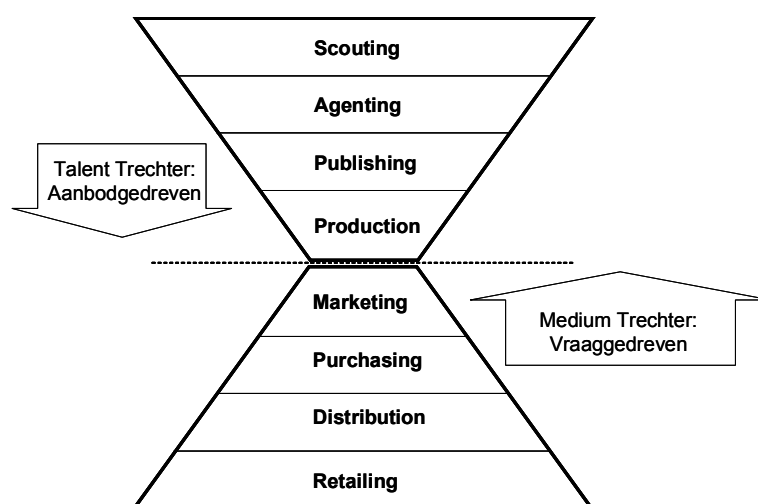 Scouting
Agenting
Publishing
Production
Talent Trechter:
Aanbodgedreven
Marketing
Purchasing
Distribution
Retailing
Medium Trechter:
Vraaggedreven